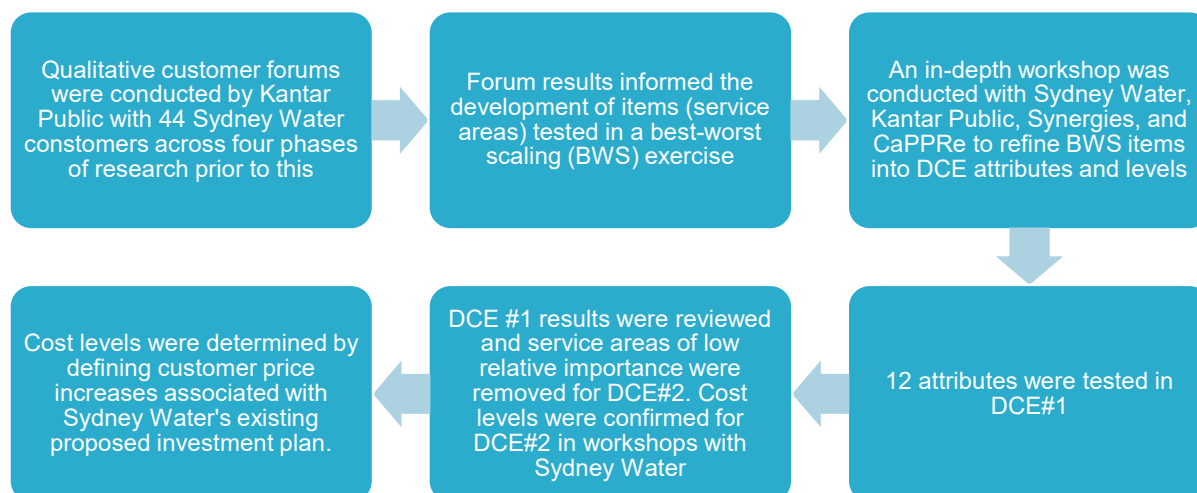 Qualitative customer forums
were conducted by Kantar
Public with 44 Sydney Water
constomers across four phases
of research prior to this
Forum results informed the
development of items (service
areas) tested in a best-worst
scaling (BWS) exercise
An in-depth workshop was
conducted with Sydney Water,
Kantar Public, Synergies, and
CaPPRe to refine BWS items
into DCE attributes and levels
12 attributes were tested in
DCE#1
DCE #1 results were reviewed
and service areas of low
relative importance were
removed for DCE#2. Cost
levels were confirmed for
DCE#2 in workshops with
Sydney Water
Cost levels were determined by
defining customer price
increases associated with
Sydney Water's existing
proposed investment plan.